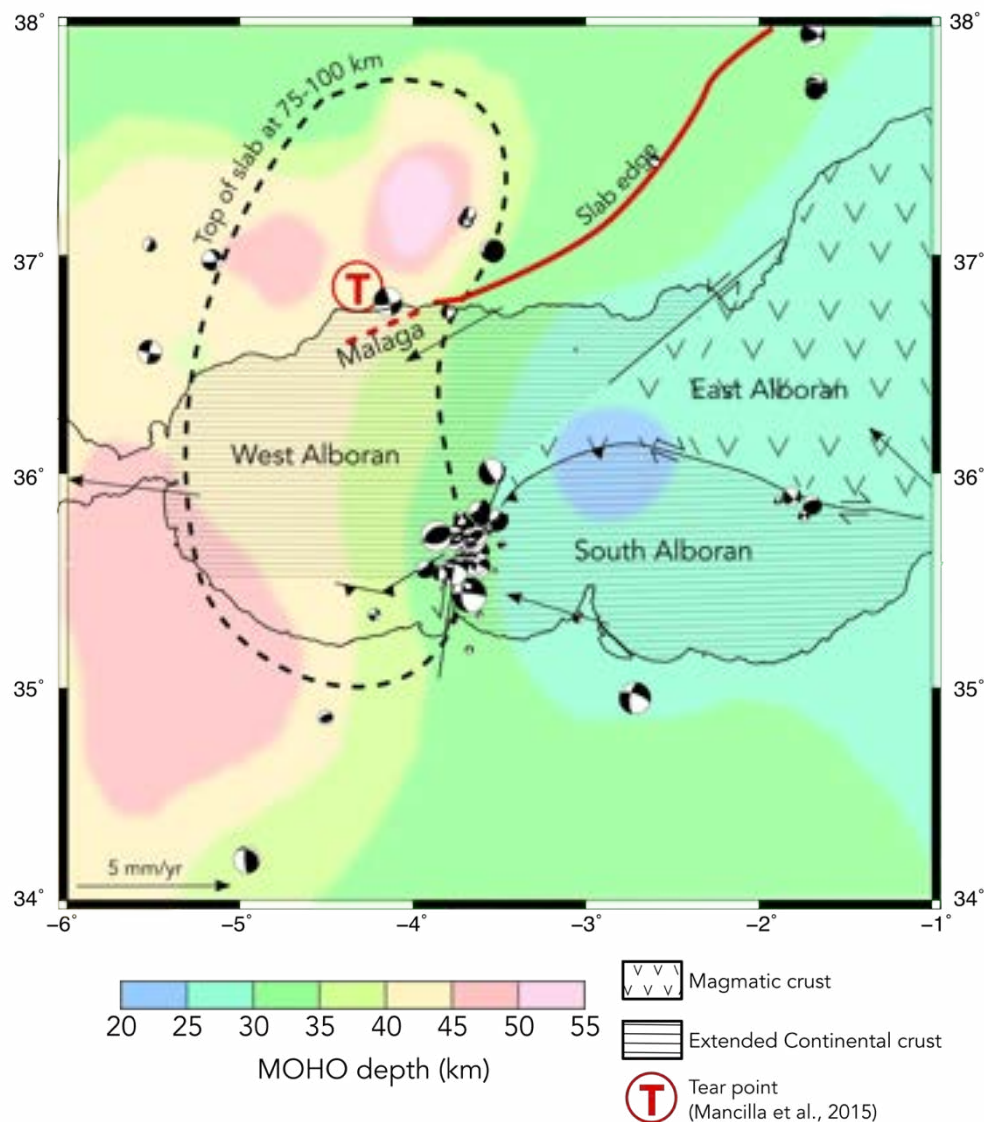 38°
38°
Top of slab at 75-100 km
Slab edge
37°
37°
T
Malaga
East Alboran
West Alboran
36°
36°
South Alboran
35°
35°
5 mm/yr
34°
34°
−6°
−5°
−4°
−3°
−2°
−1°
20
25
30
35
40
45
50
55
MOHO depth (km)
Magmatic crust
Extended Continental crust
T
Tear point
(Mancilla et al., 2015)